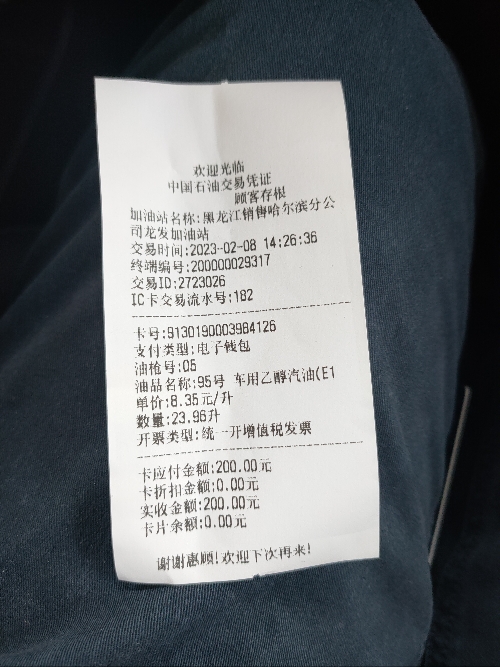 欢迎光临
中国石油交易凭证
顾客存根
加油站名称:黑龙江销售哈尔滨分公
司龙发加油站
交易时间:2023-02-08 14:26:36
终端编号:200000029317
交易ID:2723026
IC卡交易流水号:182
卡号:9130190003984126
支付类型:电子钱包
油枪号:05
油品名称:95号 车用乙醇汽油(E1
单价:8.35元/升
数量:23.96升
开票类型:统一开增值税发票
卡应付金额:200.00元
卡折扣金额:0.00元
实收金额:200.00元
卡片余额:0.00元
谢谢惠顾!欢迎下次再来!